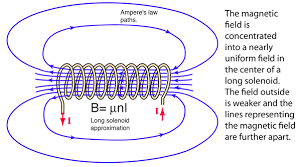 Ampere's law
paths.
I
B= μnI
I
Long solenoid
approximation
The magnetic
field is
concentrated
into a nearly
uniform field in
the center of a
long solenoid.
The field outside
is weaker and the
lines representing
the magnetic field
are further apart.